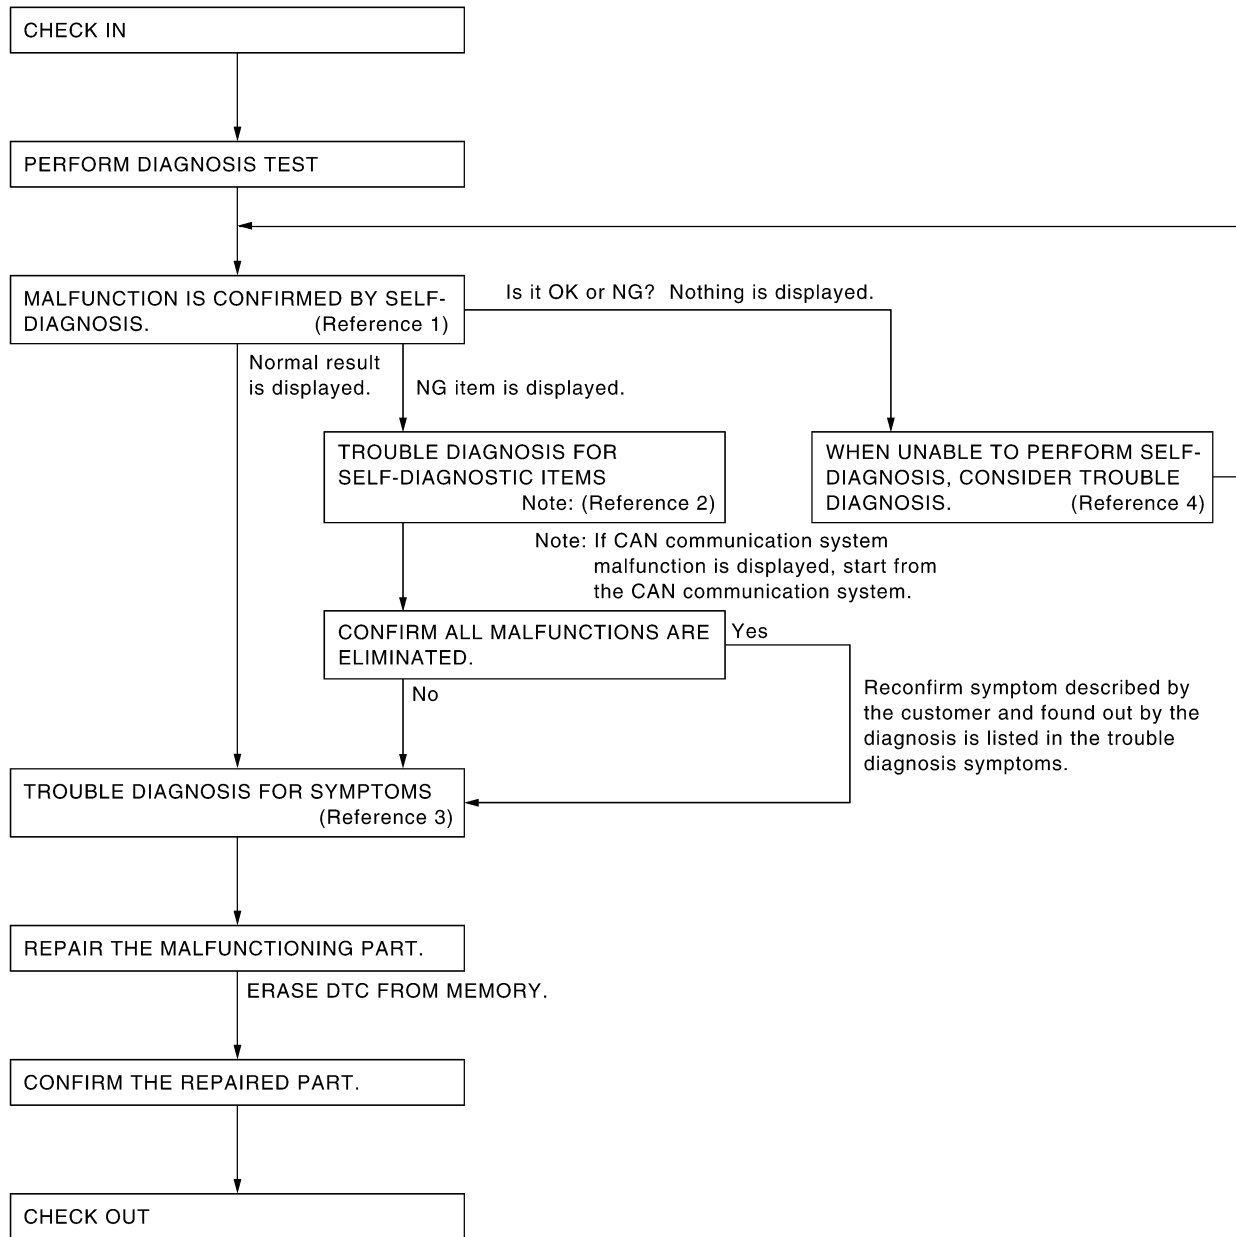 CHECK IN
PERFORM DIAGNOSIS TEST
MALFUNCTION IS CONFIRMED BY SELF-
DIAGNOSIS. (Reference 1)
Is it OK or NG? Nothing is displayed.
Normal result
is displayed.
NG item is displayed.
TROUBLE DIAGNOSIS FOR
SELF-DIAGNOSTIC ITEMS
Note: (Reference 2)
WHEN UNABLE TO PERFORM SELF-
DIAGNOSIS, CONSIDER TROUBLE
DIAGNOSIS. (Reference 4)
Note: If CAN communication system
malfunction is displayed, start from
the CAN communication system.
CONFIRM ALL MALFUNCTIONS ARE
ELIMINATED.
Yes
No
Reconfirm symptom described by
the customer and found out by the
diagnosis is listed in the trouble
diagnosis symptoms.
TROUBLE DIAGNOSIS FOR SYMPTOMS
(Reference 3)
REPAIR THE MALFUNCTIONING PART.
ERASE DTC FROM MEMORY.
CONFIRM THE REPAIRED PART.
CHECK OUT